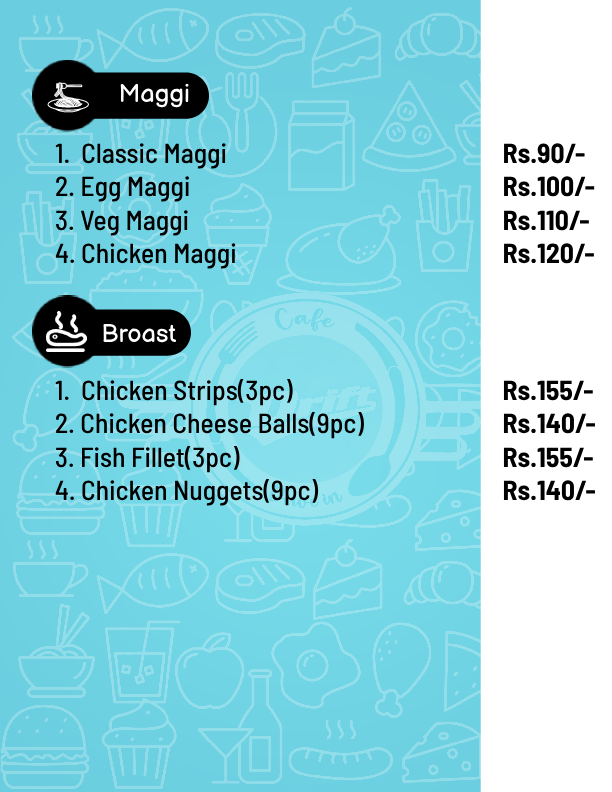 Maggi
1. Classic Maggi Rs.90/-
2. Egg Maggi Rs.100/-
3. Veg Maggi Rs.110/-
4. Chicken Maggi Rs.120/-
Broast
Cafe
1. Chicken Strips(3pc) Rs.155/-
2. Chicken Cheese Balls(9pc) Rs.140/-
3. Fish Fillet(3pc) Rs.155/-
4. Chicken Nuggets(9pc) Rs.140/-